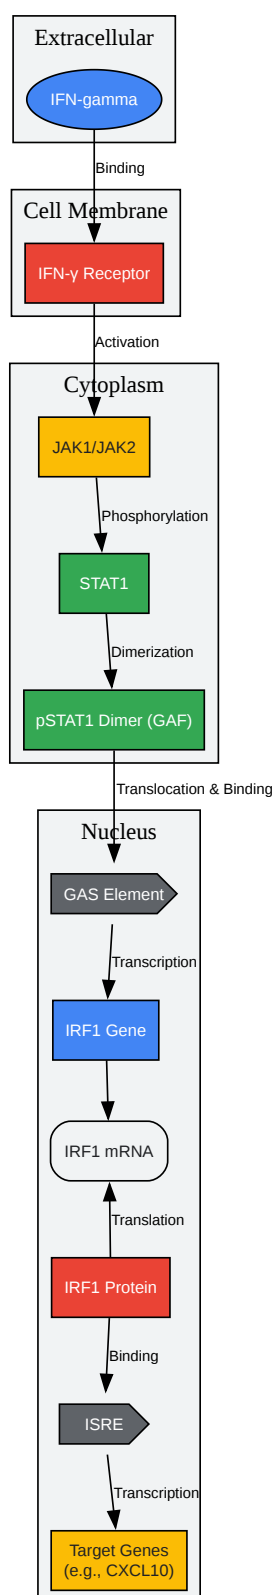 Extracellular
IFN-gamma
Binding
Cell Membrane
IFN-γ Receptor
Activation
Cytoplasm
JAK1/JAK2
Phosphorylation
STAT1
Dimerization
pSTAT1 Dimer (GAF)
Translocation & Binding
Nucleus
GAS Element
Transcription
IRF1 Gene
IRF1 mRNA
Translation
IRF1 Protein
Binding
ISRE
Transcription
Target Genes
(e.g., CXCL10)